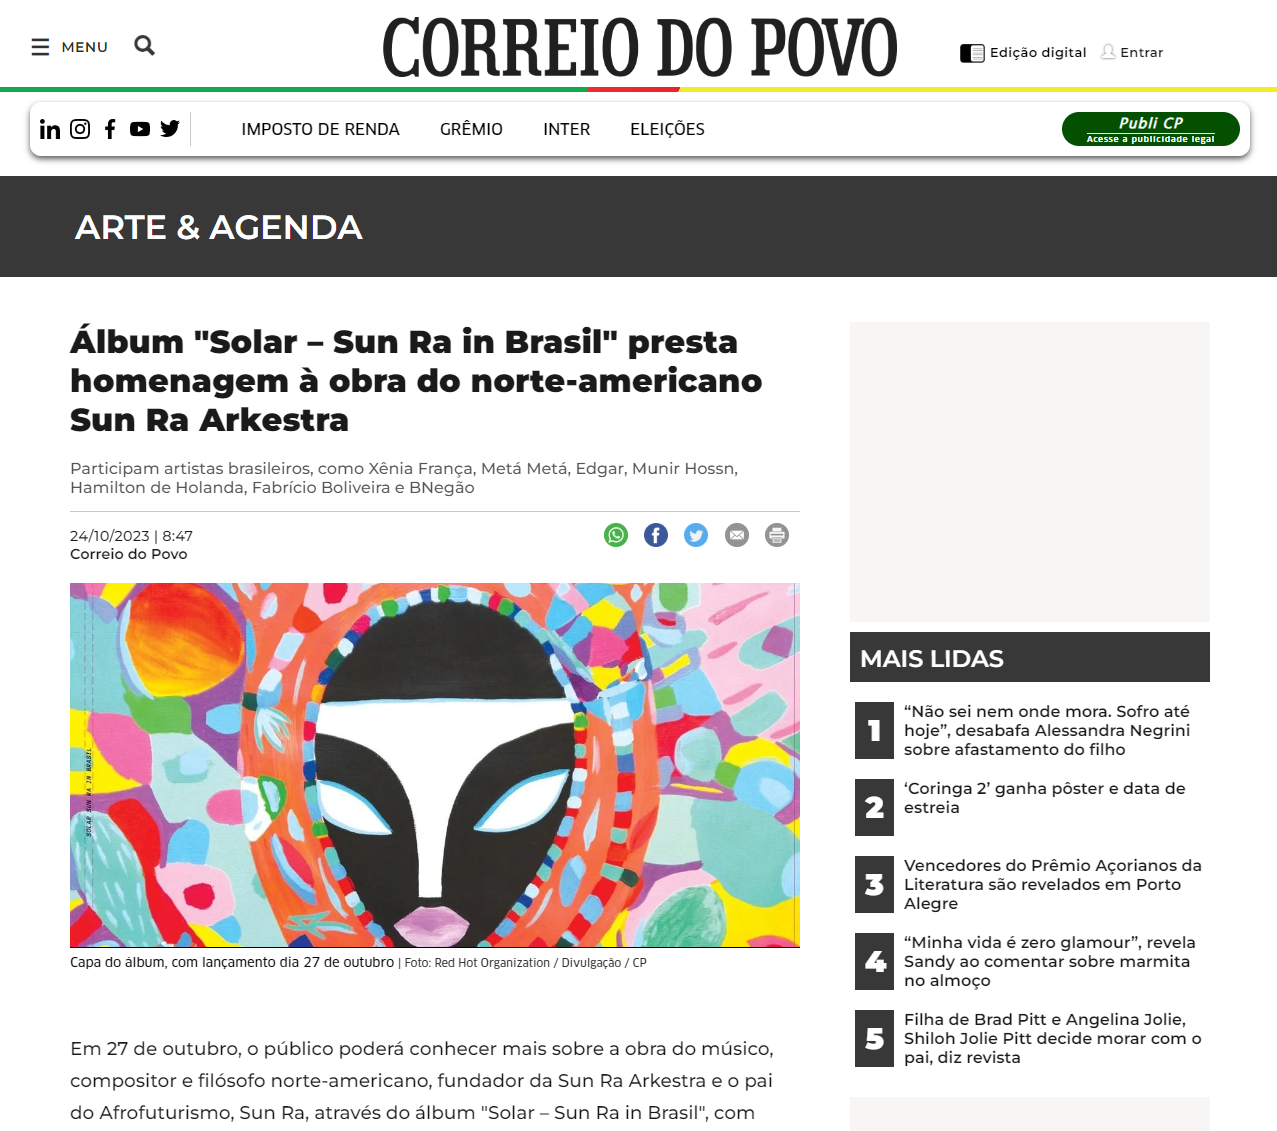 MENU
CORREIO DO POVO
Edição digital
Entrar
IMPOSTO DE RENDA
GRÊMIO
INTER
ELEIÇÕES
Publi CP
Acesse a publicidade legal
ARTE & AGENDA
Álbum "Solar – Sun Ra in Brasil" presta
homenagem à obra do norte-americano
Sun Ra Arkestra
Participam artistas brasileiros, como Xênia França, Metá Metá, Edgar, Munir Hossn,
Hamilton de Holanda, Fabrício Boliveira e BNegão
24/10/2023 | 8:47
Correio do Povo
SOLAR SUN RA IN BRASIL
Capa do álbum, com lançamento dia 27 de outubro | Foto: Red Hot Organization / Divulgação / CP
Em 27 de outubro, o público poderá conhecer mais sobre a obra do músico,
compositor e filósofo norte-americano, fundador da Sun Ra Arkestra e o pai
do Afrofuturismo, Sun Ra, através do álbum "Solar – Sun Ra in Brasil", com
MAIS LIDAS
1
“Não sei nem onde mora. Sofro até
hoje”, desabafa Alessandra Negrini
sobre afastamento do filho
2
‘Coringa 2’ ganha pôster e data de
estreia
3
Vencedores do Prêmio Açorianos da
Literatura são revelados em Porto
Alegre
4
“Minha vida é zero glamour”, revela
Sandy ao comentar sobre marmita
no almoço
5
Filha de Brad Pitt e Angelina Jolie,
Shiloh Jolie Pitt decide morar com o
pai, diz revista